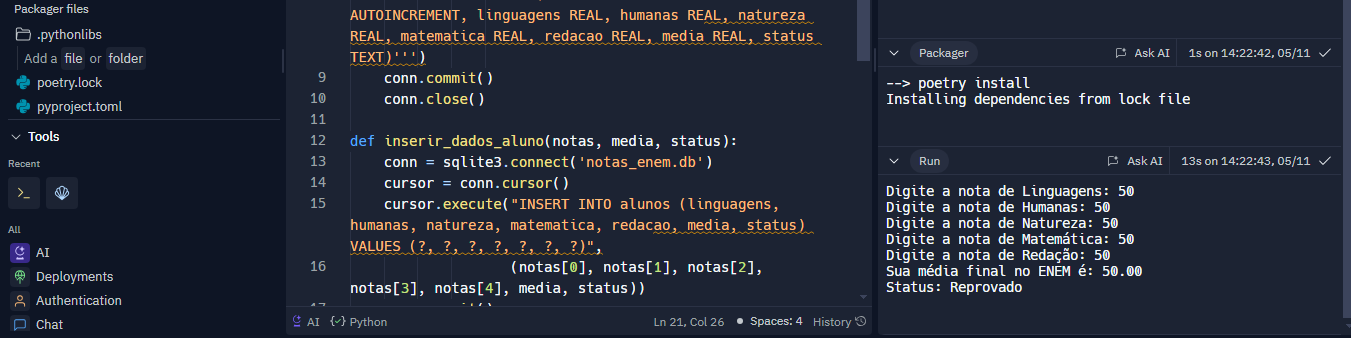 Packager files
.pythonlibs
Add a file or folder
poetry.lock
pyproject.toml
Tools
Recent
All
AI
Deployments
Authentication
Chat
AUTOINCREMENT, linguagens REAL, humanas REAL, natureza
REAL, matematica REAL, redacao REAL, media REAL, status
TEXT)''')
9 conn.commit()
10 conn.close()
11
12 def inserir_dados_aluno(notas, media, status):
13 conn = sqlite3.connect('notas_enem.db')
14 cursor = conn.cursor()
15 cursor.execute("INSERT INTO alunos (linguagens,
humanas, natureza, matematica, redacao, media, status)
VALUES (?, ?, ?, ?, ?, ?, ?)",
16 (notas[0], notas[1], notas[2],
notas[3], notas[4], media, status))
AI Python Ln 21, Col 26 Spaces: 4 History
Packager Ask AI 1s on 14:22:42, 05/11
--> poetry install
Installing dependencies from lock file
Run Ask AI 13s on 14:22:43, 05/11
Digite a nota de Linguagens: 50
Digite a nota de Humanas: 50
Digite a nota de Natureza: 50
Digite a nota de Matemática: 50
Digite a nota de Redação: 50
Sua média final no ENEM é: 50.00
Status: Reprovado